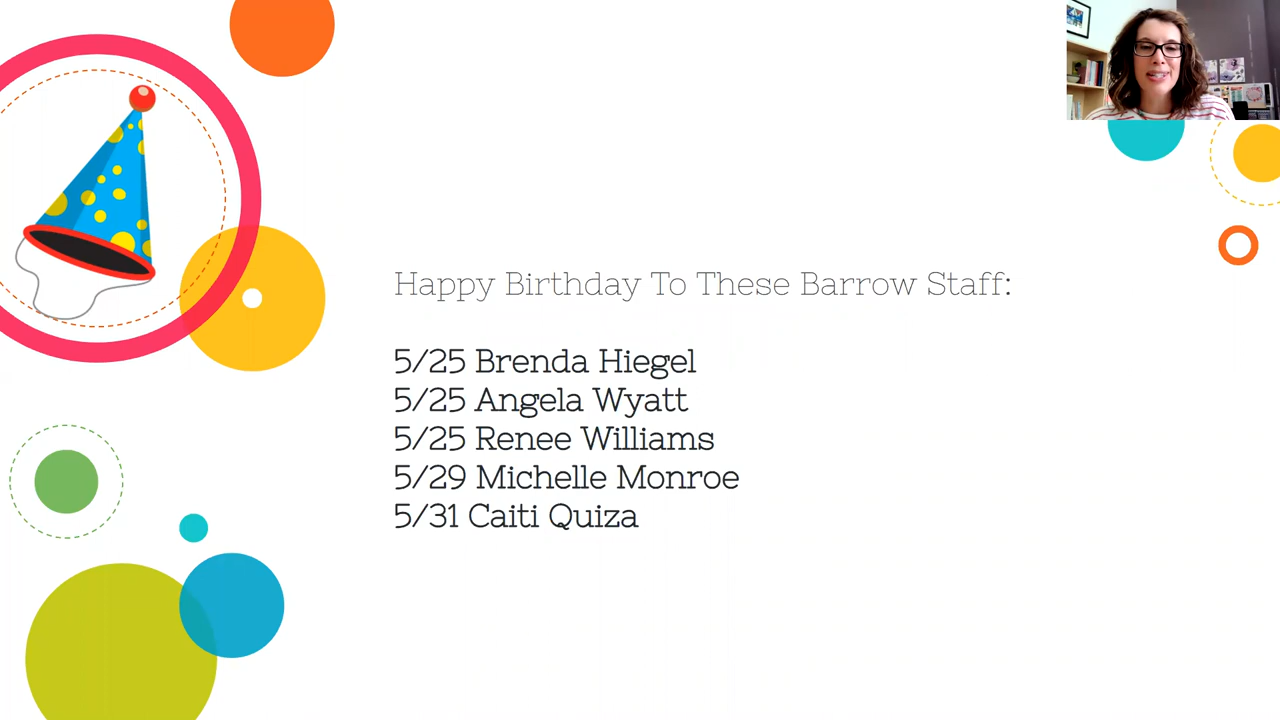 Happy Birthday To These Barrow Staff:
5/25 Brenda Hiegel
5/25 Angela Wyatt
5/25 Renee Williams
5/29 Michelle Monroe
5/31 Caiti Quiza